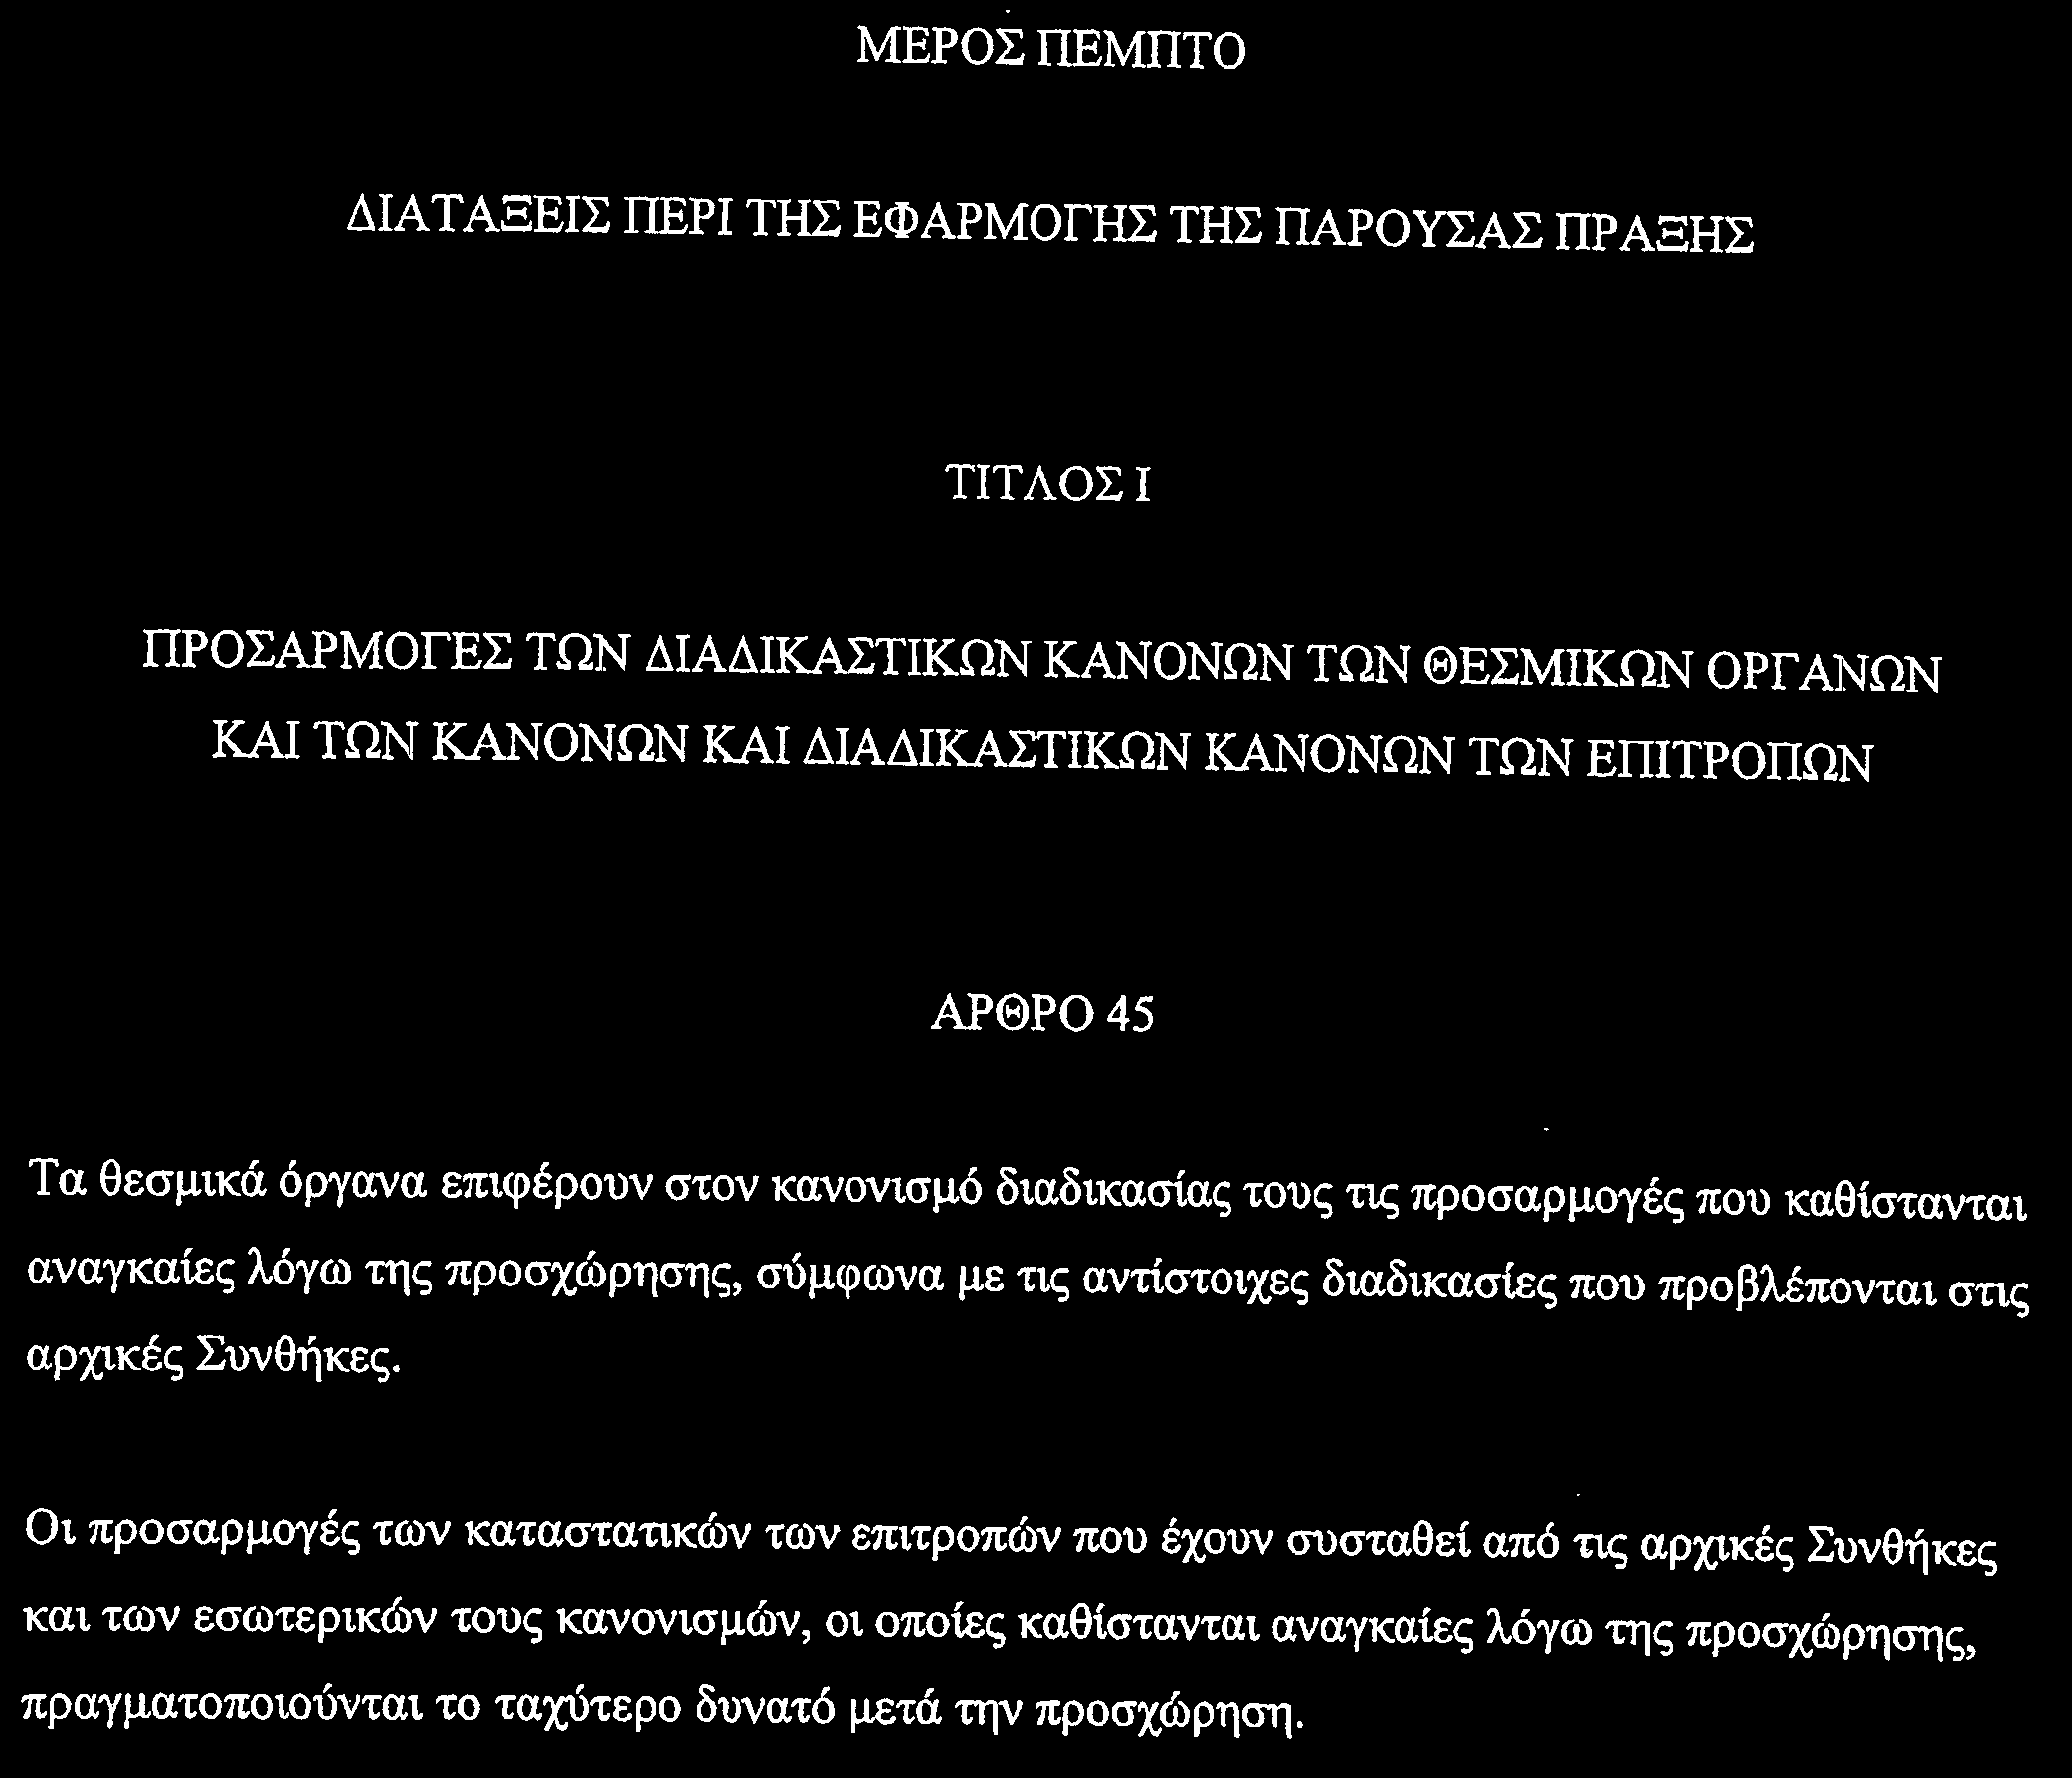 ΜΕΡΟΣ ΠΕΜΠΤΟ
ΔΙΑΤΑΞΕΙΣ ΠΕΡΙ ΤΗΣ ΕΦΑΡΜΟΓΗΣ ΤΗΣ ΠΑΡΟΥΣΑΣ ΠΡΑΞΗΣ
ΤΙΤΛΟΣ Ι
ΠΡΟΣΑΡΜΟΓΕΣ ΤΩΝ ΔΙΑΔΙΚΑΣΤΙΚΩΝ ΚΑΝΟΝΩΝ ΤΩΝ ΘΕΣΜΙΚΩΝ ΟΡΓΑΝΩΝ
ΚΑΙ ΤΩΝ ΚΑΝΟΝΩΝ ΚΑΙ ΔΙΑΔΙΚΑΣΤΙΚΩΝ ΚΑΝΟΝΩΝ ΤΩΝ ΕΠΙΤΡΟΠΩΝ
ΑΡΘΡΟ 45
Τα θεσμικά όργανα επιφέρουν στον κανονισμό διαδικασίας τους τις προσαρμογές που καθίστανται
αναγκαίες λόγω της προσχώρησης, σύμφωνα με τις αντίστοιχες διαδικασίες που προβλέπονται στις
αρχικές Συνθήκες.
Οι προσαρμογές των καταστατικών των επιτροπών που έχουν συσταθεί από τις αρχικές Συνθήκες
και των εσωτερικών τους κανονισμών, οι οποίες καθίστανται αναγκαίες λόγω της προσχώρησης,
πραγματοποιούνται το ταχύτερο δυνατό μετά την προσχώρηση.